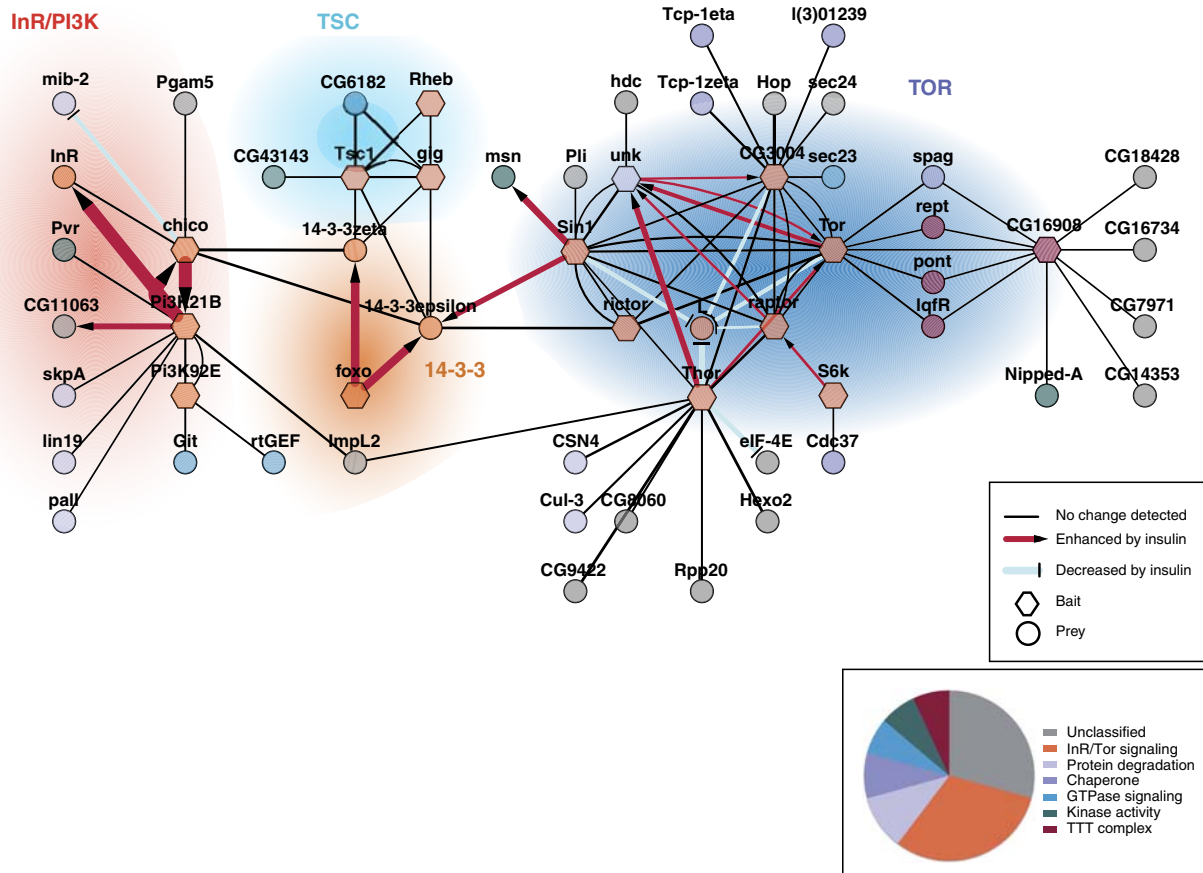 InR/PI3K
TSC
Tcp-1eta
l(3)01239
mib-2
Pgam5
CG6182
Rheb
hdc
Tcp-1zeta
Hop
sec24
TOR
InR
CG43143
Tsc1
gig
msn
Pli
unk
CG3004
sec23
spag
CG18428
Pvr
chico
14-3-3zeta
Sin1
Tor
rept
CG16908
CG16734
pont
CG11063
Pi3K21B
14-3-3epsilon
rictor
L
raptor
lqfR
CG7971
skpA
Pi3K92E
foxo
14-3-3
Thor
S6k
Nipped-A
CG14353
lin19
Git
rtGEF
ImpL2
CSN4
eIF-4E
Cdc37
pall
Cul-3
CG8060
Hexo2
CG9422
Rpp20
No change detected
Enhanced by insulin
Decreased by insulin
Bait
Prey
Unclassified
InR/Tor signaling
Protein degradation
Chaperone
GTPase signaling
Kinase activity
TTT complex